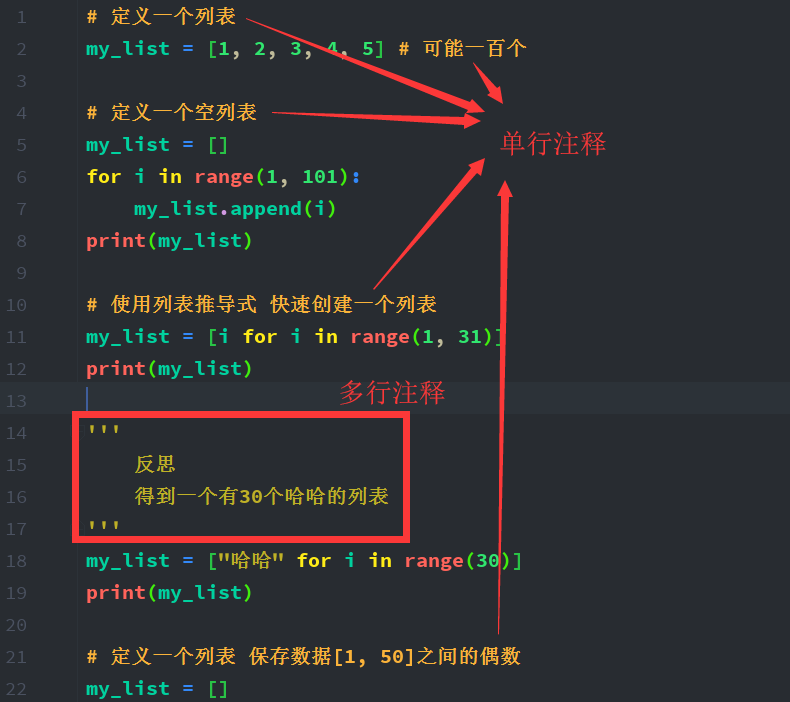 1 # 定义一个列表
2 my_list = [1, 2, 3, 4, 5] # 可能一百个
3
4 # 定义一个空列表
单行注释
5 my_list = []
6 for i in range(1, 101):
7     my_list.append(i)
8 print(my_list)
9
10 # 使用列表推导式 快速创建一个列表
11 my_list = [i for i in range(1, 31)]
12 print(my_list)
多行注释
13
14 '''
15     反思
16     得到一个有30个哈哈的列表
17 '''
18 my_list = ["哈哈" for i in range(30)]
19 print(my_list)
20
21 # 定义一个列表 保存数据[1, 50]之间的偶数
22 my_list = []